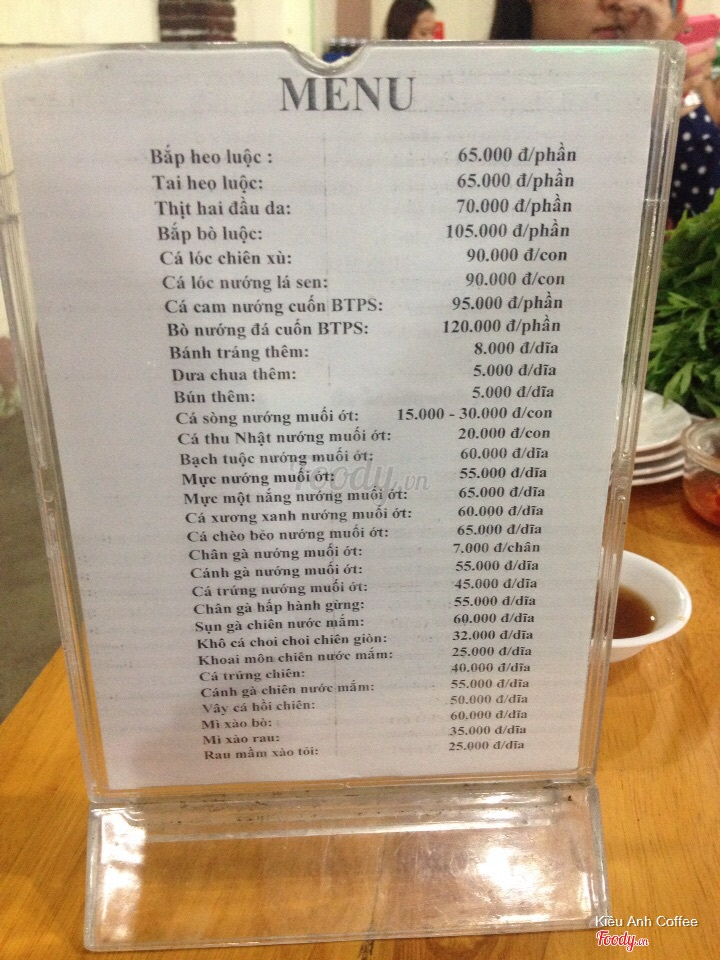 MENU
Bắp heo luộc : 65.000 đ/phần
Tai heo luộc: 65.000 đ/phần
Thịt hai đầu da: 70.000 đ/phần
Bắp bò luộc: 105.000 đ/phần
Cá lóc chiên xù: 90.000 đ/con
Cá lóc nướng lá sen: 90.000 đ/con
Cá cam nướng cuốn BTPS: 95.000 đ/phần
Bò nướng đá cuốn BTPS: 120.000 đ/phần
Bánh tráng thêm: 8.000 đ/dĩa
Dưa chua thêm: 5.000 đ/dĩa
Bún thêm: 5.000 đ/dĩa
Cá sòng nướng muối ớt: 15.000 - 30.000 đ/con
Cá thu Nhật nướng muối ớt: 20.000 đ/con
Bạch tuộc nướng muối ớt: 60.000 đ/dĩa
Mực nướng muối ớt: 55.000 đ/dĩa
Mực một nắng nướng muối ớt: 65.000 đ/dĩa
Cá xương xanh nướng muối ớt: 60.000 đ/dĩa
Cá chèo bẻo nướng muối ớt: 65.000 đ/dĩa
Chân gà nướng muối ớt: 7.000 đ/chân
Cánh gà nướng muối ớt: 55.000 đ/dĩa
Cá trứng nướng muối ớt: 45.000 đ/dĩa
Chân gà hấp hành gừng: 55.000 đ/dĩa
Sụn gà chiên nước mắm: 60.000 đ/dĩa
Khô cá choi choi chiên giòn: 32.000 đ/dĩa
Khoai môn chiên nước mắm: 25.000 đ/dĩa
Cá trứng chiên: 40.000 đ/dĩa
Cánh gà chiên nước mắm: 55.000 đ/dĩa
Vây cá hồi chiên: 50.000 đ/dĩa
Mì xào bò: 60.000 đ/dĩa
Mì xào rau: 35.000 đ/dĩa
Rau mầm xào tỏi: 25.000 đ/dĩa
Foody.vn
Kiều Anh Coffee
Foody.vn